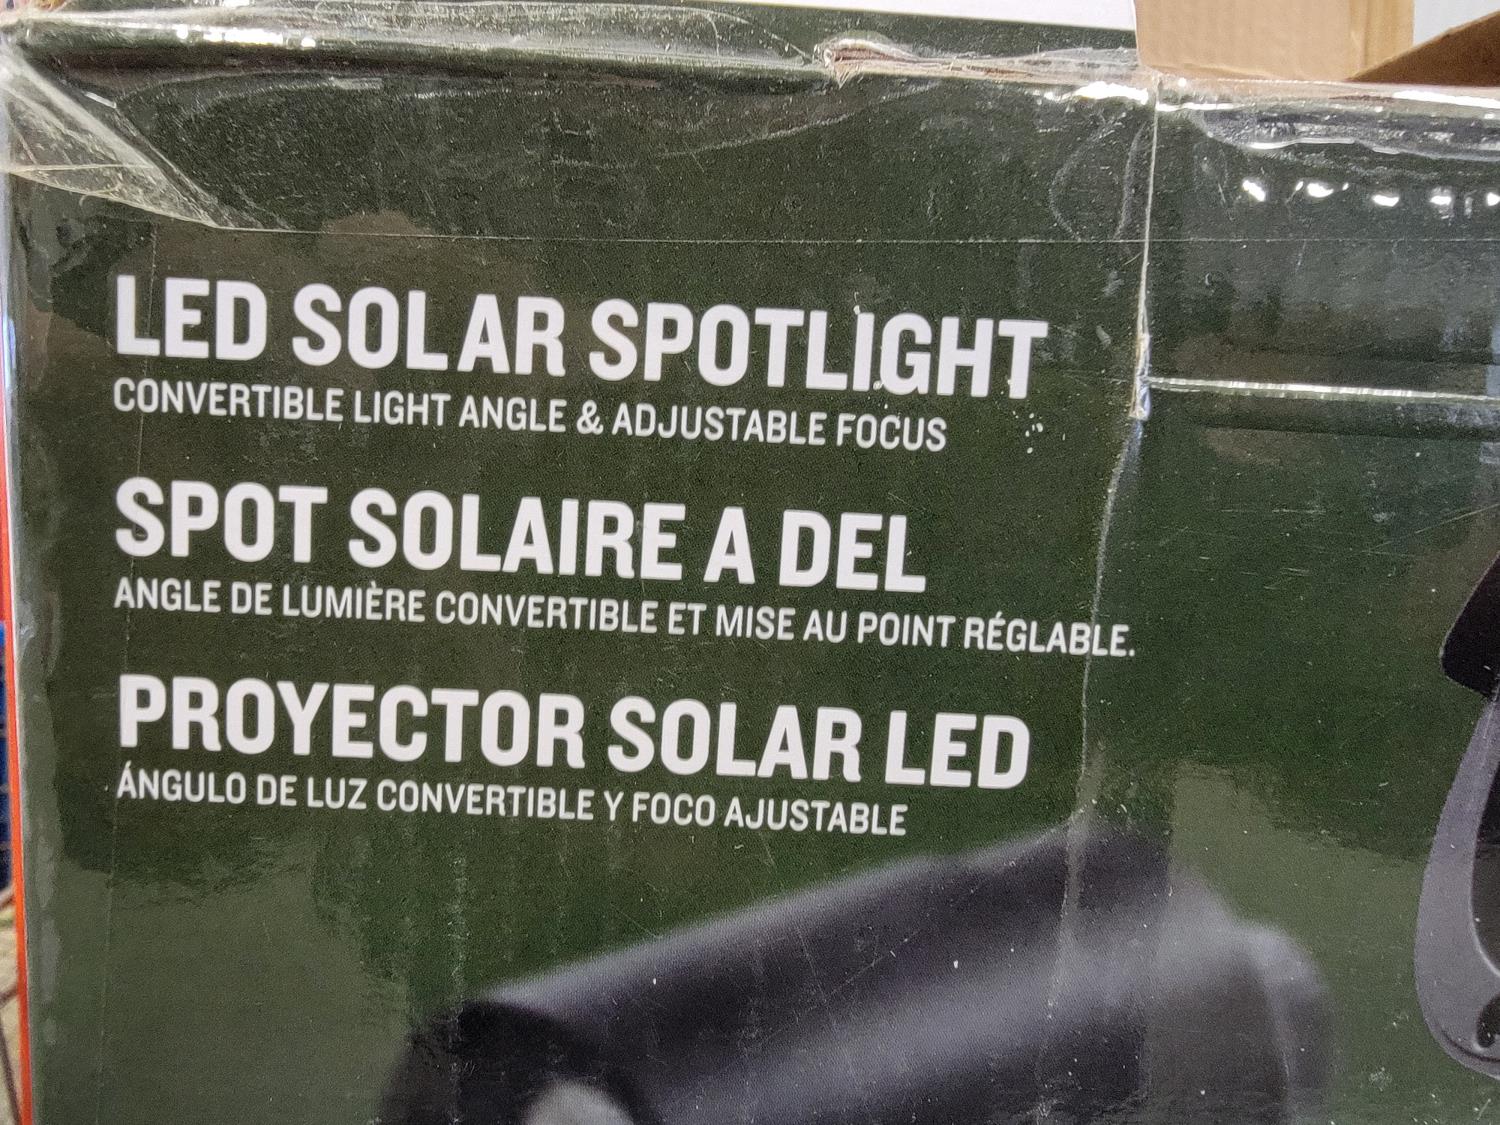 LED SOLAR SPOTLIGHT
CONVERTIBLE LIGHT ANGLE & ADJUSTABLE FOCUS
SPOT SOLAIRE A DEL
ANGLE DE LUMIÈRE CONVERTIBLE ET MISE AU POINT RÉGLABLE.
PROYECTOR SOLAR LED
ÁNGULO DE LUZ CONVERTIBLE Y FOCO AJUSTABLE